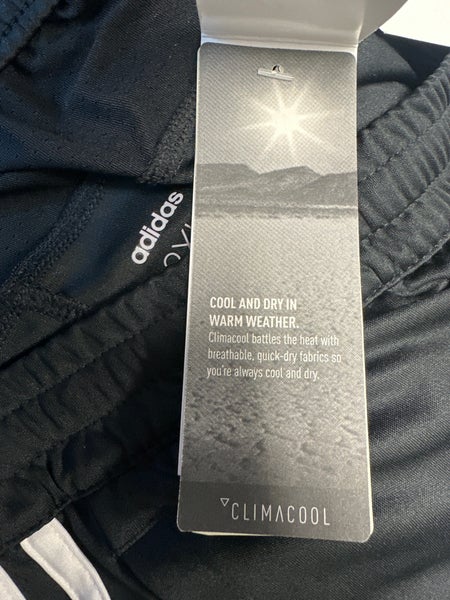 adidas
COOL AND DRY IN
WARM WEATHER.
Climacool battles the heat with
breathable, quick-dry fabrics so
you're always cool and dry.
CLIMACOOL